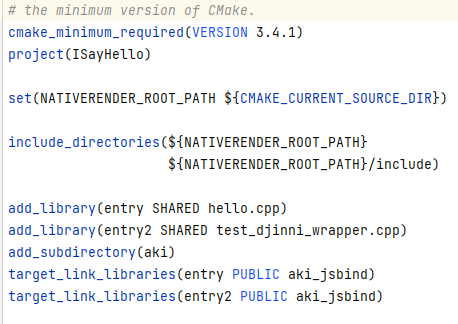 # the minimum version of CMake.
cmake_minimum_required(VERSION 3.4.1)
project(ISayHello)
set(NATIVERENDER_ROOT_PATH ${CMAKE_CURRENT_SOURCE_DIR})
include_directories(${NATIVERENDER_ROOT_PATH}
${NATIVERENDER_ROOT_PATH}/include)
add_library(entry SHARED hello.cpp)
add_library(entry2 SHARED test_djinni_wrapper.cpp)
add_subdirectory(aki)
target_link_libraries(entry PUBLIC aki_jsbind)
target_link_libraries(entry2 PUBLIC aki_jsbind)